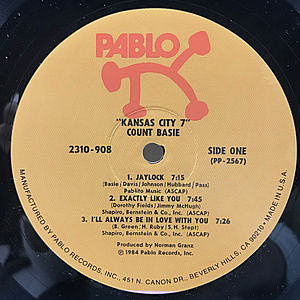 PABLO
"KANSAS CITY 7"
COUNT BASIE
2310-908
SIDE ONE
(PP-2567)
1. JAYLOCK 7:15
(Basie/Davis/Johnson/Hubbard/Pass)
Pablito Music (ASCAP)
2. EXACTLY LIKE YOU 7:45
(Dorothy Fields/Jimmy McHugh)
Shapiro, Bernstein & Co. Inc. (ASCAP)
3. I'LL ALWAYS BE IN LOVE WITH YOU 7:26
(B. Green/H. Ruby/S.H. Stept)
Shapiro, Bernstein & Co. Inc. (ASCAP)
Produced by Norman Granz
℗ 1984 Pablo Records, Inc.
MANUFACTURED BY PABLO RECORDS, INC., 451 N. CANON DR., BEVERLY HILLS, CA 90210 • MADE IN U.S.A.